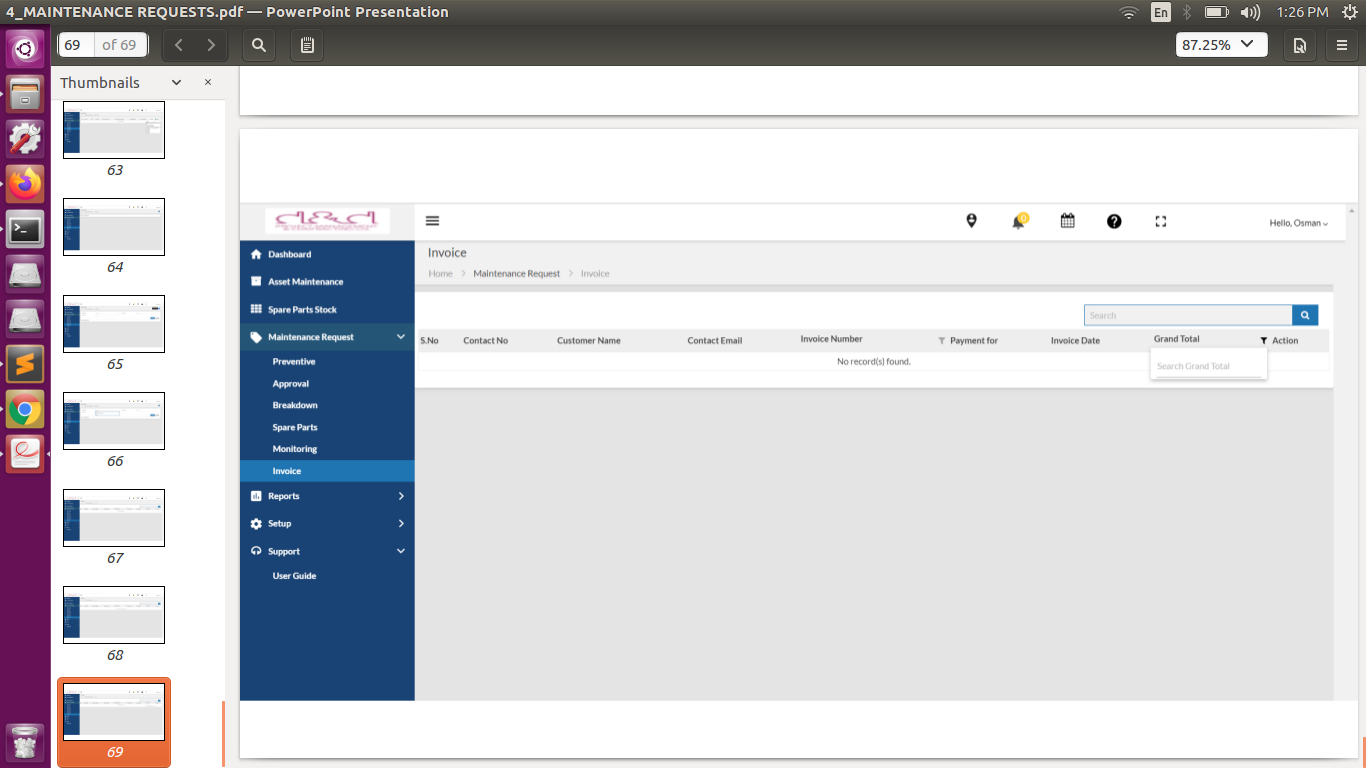 4_MAINTENANCE REQUESTS.pdf — PowerPoint Presentation
En
1:26 PM
69 of 69
87.25%
Thumbnails
63
64
65
66
67
68
69
Hello, Osman
Dashboard
Asset Maintenance
Spare Parts Stock
Maintenance Request
Preventive
Approval
Breakdown
Spare Parts
Monitoring
Invoice
Reports
Setup
Support
User Guide
Invoice
Home > Maintenance Request > Invoice
Search
S.No Contact No Customer Name Contact Email Invoice Number Payment for Invoice Date Grand Total Action
No record(s) found.
Search Grand Total